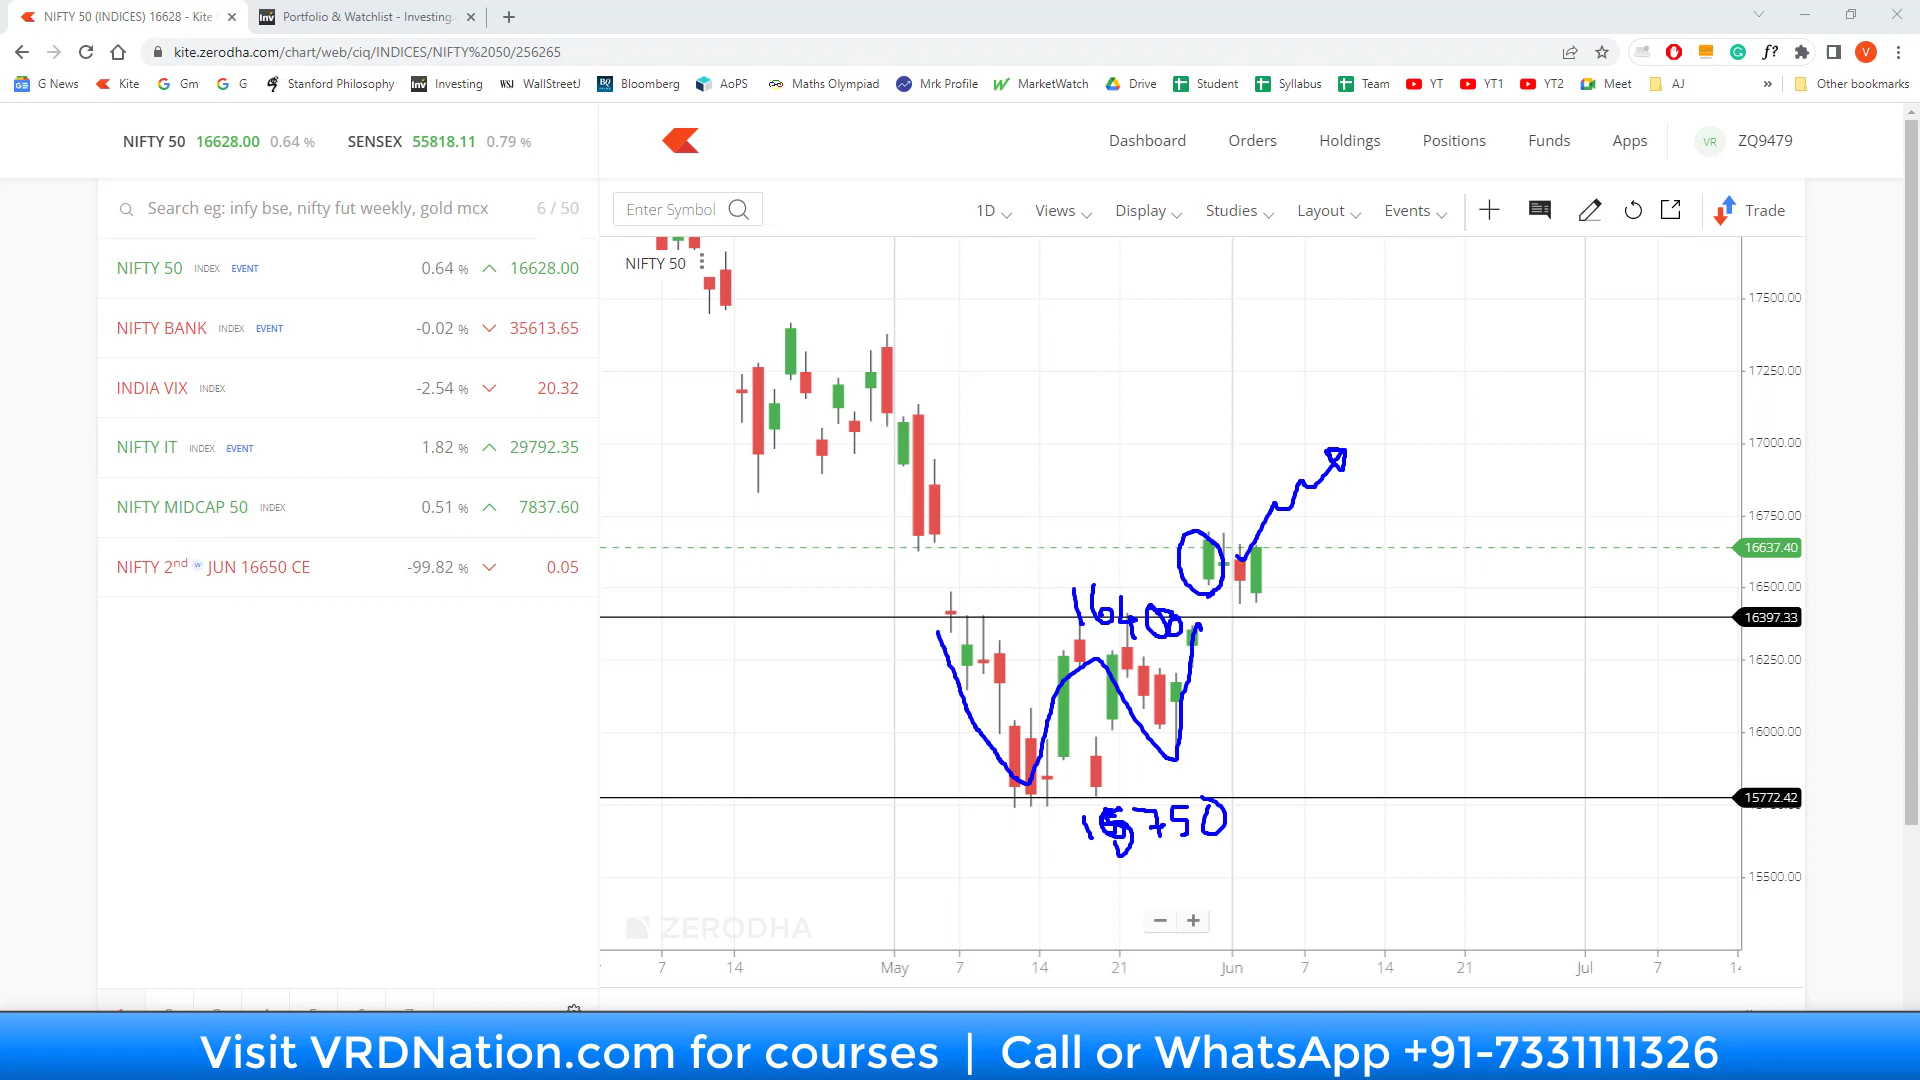 NIFTY 50 (INDICES) 16628 - Kite
Portfolio & Watchlist - Investing.
kite.zerodha.com/chart/web/ciq/INDICES/NIFTY%2050/256265
G News Kite Gm G Stanford Philosophy Investing WallStreetJ Bloomberg AoPS Maths Olympiad Mrk Profile MarketWatch Drive Student Syllabus Team YT YT1 YT2 Meet AJ » Other bookmarks
NIFTY 50 16628.00 0.64 % SENSEX 55818.11 0.79 %
Dashboard Orders Holdings Positions Funds Apps VR ZQ9479
Search eg: infy bse, nifty fut weekly, gold mcx 6 / 50
Enter Symbol 1D Views Display Studies Layout Events Trade
NIFTY 50 INDEX EVENT 0.64 % 16628.00
NIFTY BANK INDEX EVENT -0.02 % 35613.65
INDIA VIX INDEX -2.54 % 20.32
NIFTY IT INDEX EVENT 1.82 % 29792.35
NIFTY MIDCAP 50 INDEX 0.51 % 7837.60
NIFTY 2nd w JUN 16650 CE -99.82 % 0.05
NIFTY 50
17500.00
17250.00
17000.00
16750.00
16637.40
16500.00
16400
16397.33
16250.00
16000.00
15772.42
15750
15500.00
ZERODHA
7 14 May 7 14 21 Jun 7 14 21 Jul 7
Visit VRDNation.com for courses | Call or WhatsApp +91-7331111326